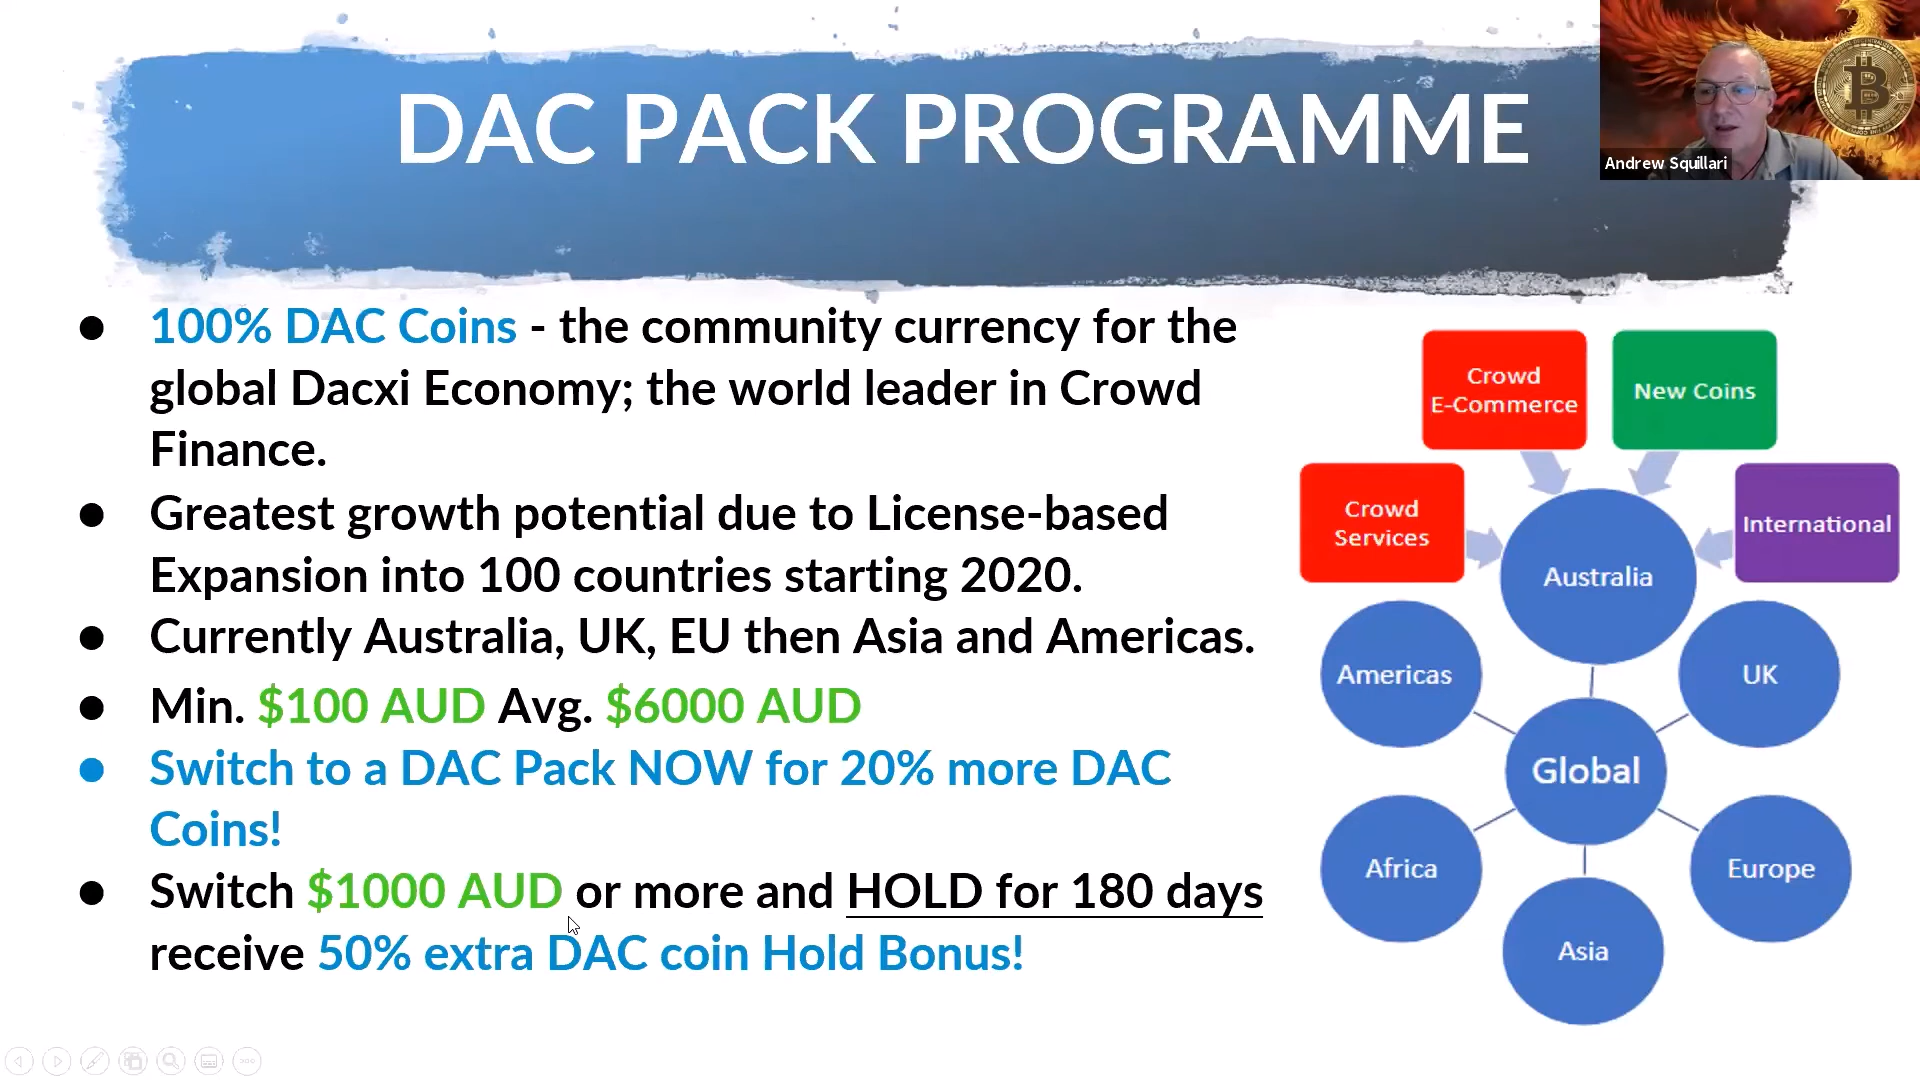 DAC PACK PROGRAMME
Andrew Squillari
● 100% DAC Coins - the community currency for the
global Dacxi Economy; the world leader in Crowd
Finance.
● Greatest growth potential due to License-based
Expansion into 100 countries starting 2020.
● Currently Australia, UK, EU then Asia and Americas.
● Min. $100 AUD Avg. $6000 AUD
● Switch to a DAC Pack NOW for 20% more DAC
Coins!
● Switch $1000 AUD or more and HOLD for 180 days
receive 50% extra DAC coin Hold Bonus!
Crowd
E-Commerce
New Coins
Crowd
Services
International
Australia
Americas
UK
Global
Africa
Europe
Asia